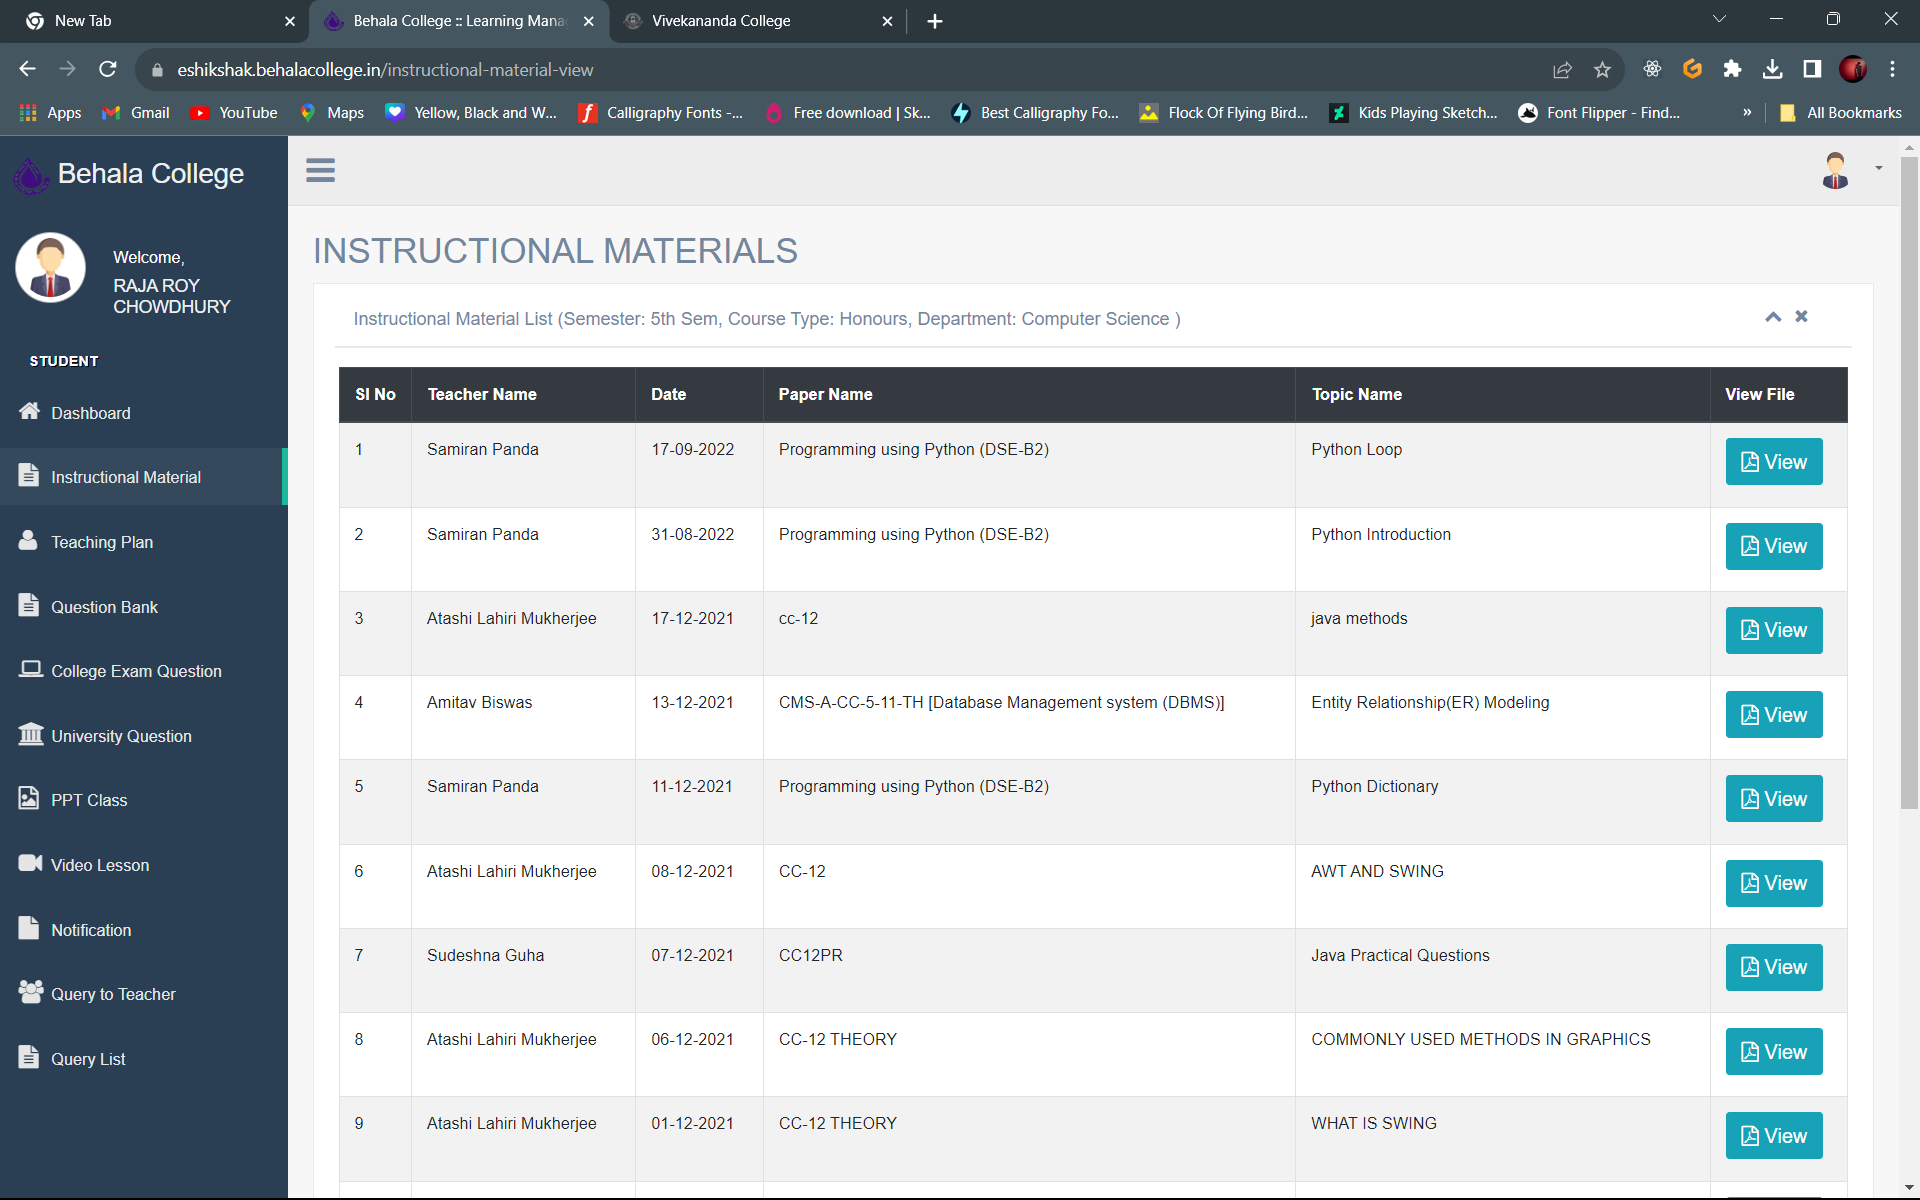 New Tab
Behala College :: Learning Mana
Vivekananda College
eshikshak.behalacollege.in/instructional-material-view
Apps
Gmail
YouTube
Maps
Yellow, Black and W...
Calligraphy Fonts -...
Free download | Sk...
Best Calligraphy Fo...
Flock Of Flying Bird...
Kids Playing Sketch...
Font Flipper - Find...
»
All Bookmarks
Behala College
Welcome,
RAJA ROY
CHOWDHURY
STUDENT
Dashboard
Instructional Material
Teaching Plan
Question Bank
College Exam Question
University Question
PPT Class
Video Lesson
Notification
Query to Teacher
Query List
INSTRUCTIONAL MATERIALS
Instructional Material List (Semester: 5th Sem, Course Type: Honours, Department: Computer Science )
Sl No Teacher Name Date Paper Name Topic Name View File
1 Samiran Panda 17-09-2022 Programming using Python (DSE-B2) Python Loop View
2 Samiran Panda 31-08-2022 Programming using Python (DSE-B2) Python Introduction View
3 Atashi Lahiri Mukherjee 17-12-2021 cc-12 java methods View
4 Amitav Biswas 13-12-2021 CMS-A-CC-5-11-TH [Database Management system (DBMS)] Entity Relationship(ER) Modeling View
5 Samiran Panda 11-12-2021 Programming using Python (DSE-B2) Python Dictionary View
6 Atashi Lahiri Mukherjee 08-12-2021 CC-12 AWT AND SWING View
7 Sudeshna Guha 07-12-2021 CC12PR Java Practical Questions View
8 Atashi Lahiri Mukherjee 06-12-2021 CC-12 THEORY COMMONLY USED METHODS IN GRAPHICS View
9 Atashi Lahiri Mukherjee 01-12-2021 CC-12 THEORY WHAT IS SWING View